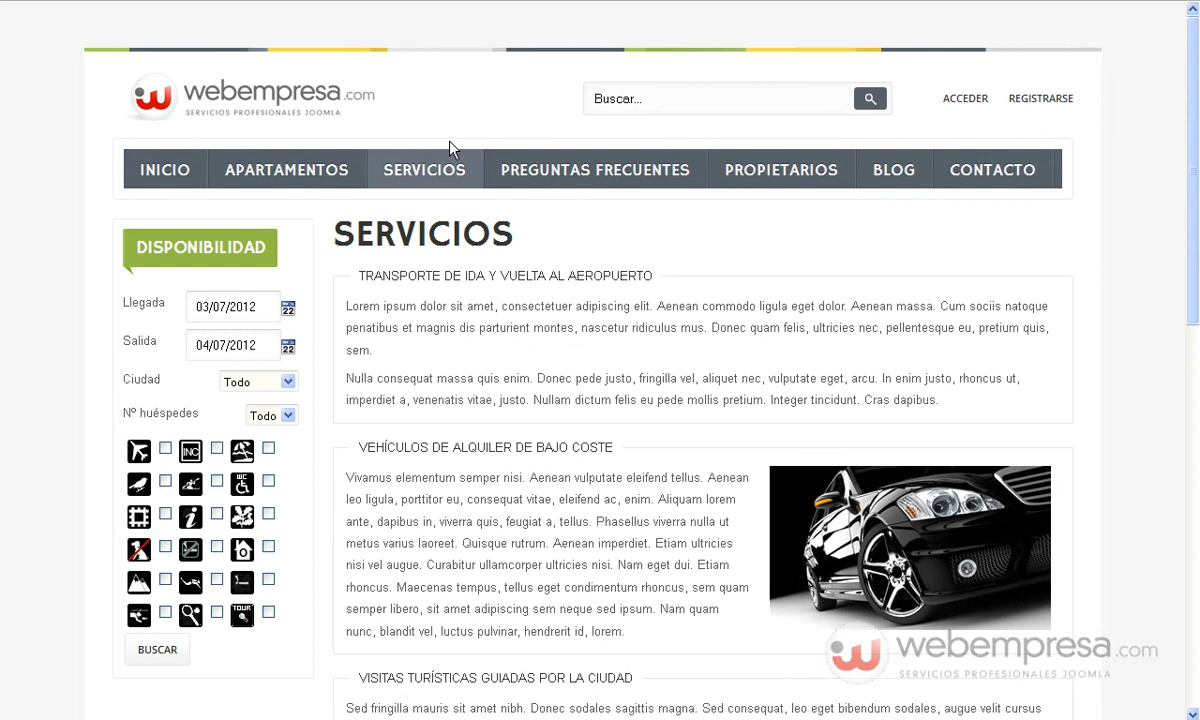 webempresa.com
SERVICIOS PROFESIONALES JOOMLA
Buscar...
ACCEDER REGISTRARSE
INICIO APARTAMENTOS SERVICIOS PREGUNTAS FRECUENTES PROPIETARIOS BLOG CONTACTO
DISPONIBILIDAD
Llegada 03/07/2012 22
Salida 04/07/2012 22
Ciudad Todo
Nº huéspedes Todo
INC
WC
TOUR
BUSCAR
SERVICIOS
TRANSPORTE DE IDA Y VUELTA AL AEROPUERTO
Lorem ipsum dolor sit amet, consectetuer adipiscing elit. Aenean commodo ligula eget dolor. Aenean massa. Cum sociis natoque
penatibus et magnis dis parturient montes, nascetur ridiculus mus. Donec quam felis, ultricies nec, pellentesque eu, pretium quis,
sem.
Nulla consequat massa quis enim. Donec pede justo, fringilla vel, aliquet nec, vulputate eget, arcu. In enim justo, rhoncus ut,
imperdiet a, venenatis vitae, justo. Nullam dictum felis eu pede mollis pretium. Integer tincidunt. Cras dapibus.
VEHÍCULOS DE ALQUILER DE BAJO COSTE
Vivamus elementum semper nisi. Aenean vulputate eleifend tellus. Aenean
leo ligula, porttitor eu, consequat vitae, eleifend ac, enim. Aliquam lorem
ante, dapibus in, viverra quis, feugiat a, tellus. Phasellus viverra nulla ut
metus varius laoreet. Quisque rutrum. Aenean imperdiet. Etiam ultricies
nisi vel augue. Curabitur ullamcorper ultricies nisi. Nam eget dui. Etiam
rhoncus. Maecenas tempus, tellus eget condimentum rhoncus, sem quam
semper libero, sit amet adipiscing sem neque sed ipsum. Nam quam
nunc, blandit vel, luctus pulvinar, hendrerit id, lorem.
webempresa.com
SERVICIOS PROFESIONALES JOOMLA
VISITAS TURÍSTICAS GUIADAS POR LA CIUDAD
Sed fringilla mauris sit amet nibh. Donec sodales sagittis magna. Sed consequat, leo eget bibendum sodales, augue velit cursus